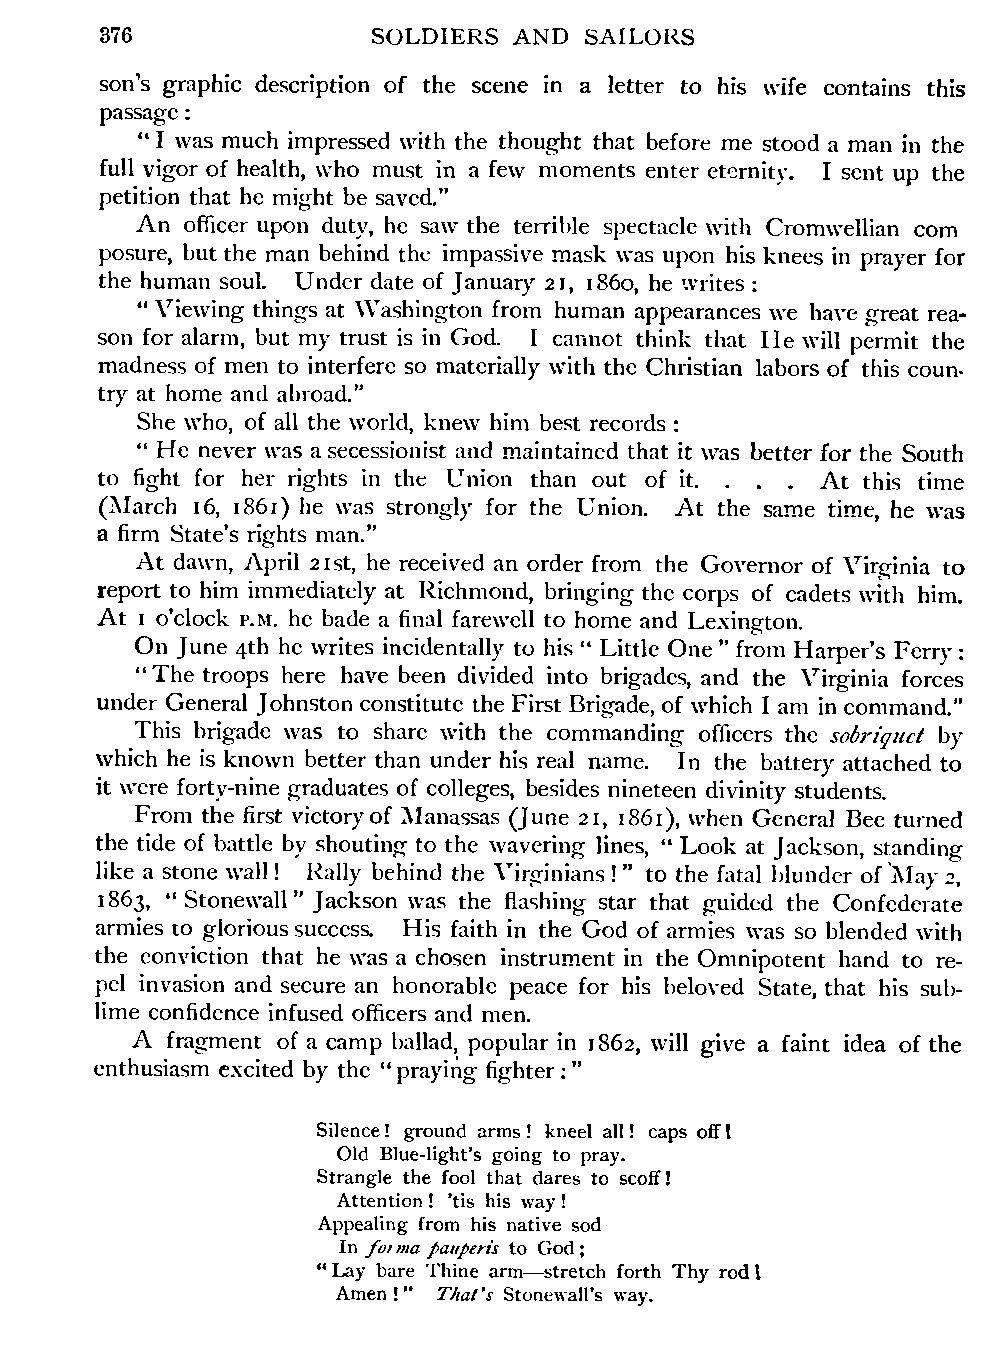 376 SOLDIERS AND SAILORS
son's graphic description of the scene in a letter to his wife contains this
passage:
"I was much impressed with the thought that before me stood a man in the
full vigor of health, who must in a few moments enter eternity. I sent up the
petition that he might be saved."
An officer upon duty, he saw the terrible spectacle with Cromwellian com
posure, but the man behind the impassive mask was upon his knees in prayer for
the human soul. Under date of January 21, 1860, he writes:
"Viewing things at Washington from human appearances we have great rea-
son for alarm, but my trust is in God. I cannot think that He will permit the
madness of men to interfere so materially with the Christian labors of this coun-
try at home and abroad."
She who, of all the world, knew him best records:
"He never was a secessionist and maintained that it was better for the South
to fight for her rights in the Union than out of it. . . . At this time
(March 16, 1861) he was strongly for the Union. At the same time, he was
a firm State's rights man."
At dawn, April 21st, he received an order from the Governor of Virginia to
report to him immediately at Richmond, bringing the corps of cadets with him.
At 1 o'clock P.M. he bade a final farewell to home and Lexington.
On June 4th he writes incidentally to his "Little One" from Harper's Ferry:
"The troops here have been divided into brigades, and the Virginia forces
under General Johnston constitute the First Brigade, of which I am in command."
This brigade was to share with the commanding officers the sobriquet by
which he is known better than under his real name. In the battery attached to
it were forty-nine graduates of colleges, besides nineteen divinity students.
From the first victory of Manassas (June 21, 1861), when General Bee turned
the tide of battle by shouting to the wavering lines, "Look at Jackson, standing
like a stone wall! Rally behind the Virginians!" to the fatal blunder of May 2,
1863, "Stonewall" Jackson was the flashing star that guided the Confederate
armies to glorious success. His faith in the God of armies was so blended with
the conviction that he was a chosen instrument in the Omnipotent hand to re-
pel invasion and secure an honorable peace for his beloved State, that his sub-
lime confidence infused officers and men.
A fragment of a camp ballad, popular in 1862, will give a faint idea of the
enthusiasm excited by the "praying fighter:"
Silence! ground arms! kneel all! caps off!
Old Blue-light's going to pray.
Strangle the fool that dares to scoff!
Attention! 'tis his way!
Appealing from his native sod
In forma pauperis to God;
"Lay bare Thine arm—stretch forth Thy rod!
Amen!" That's Stonewall's way.